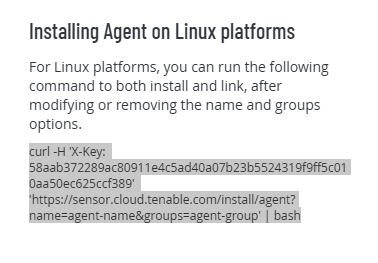 Installing Agent on Linux platforms
For Linux platforms, you can run the following
command to both install and link, after
modifying or removing the name and groups
options.
curl -H 'X-Key:
58aab372289ac80911e4c5ad40a07b23b5524319f9ff5c01
0aa50ec625ccf389'
'https://sensor.cloud.tenable.com/install/agent?
name=agent-name&groups=agent-group' | bash